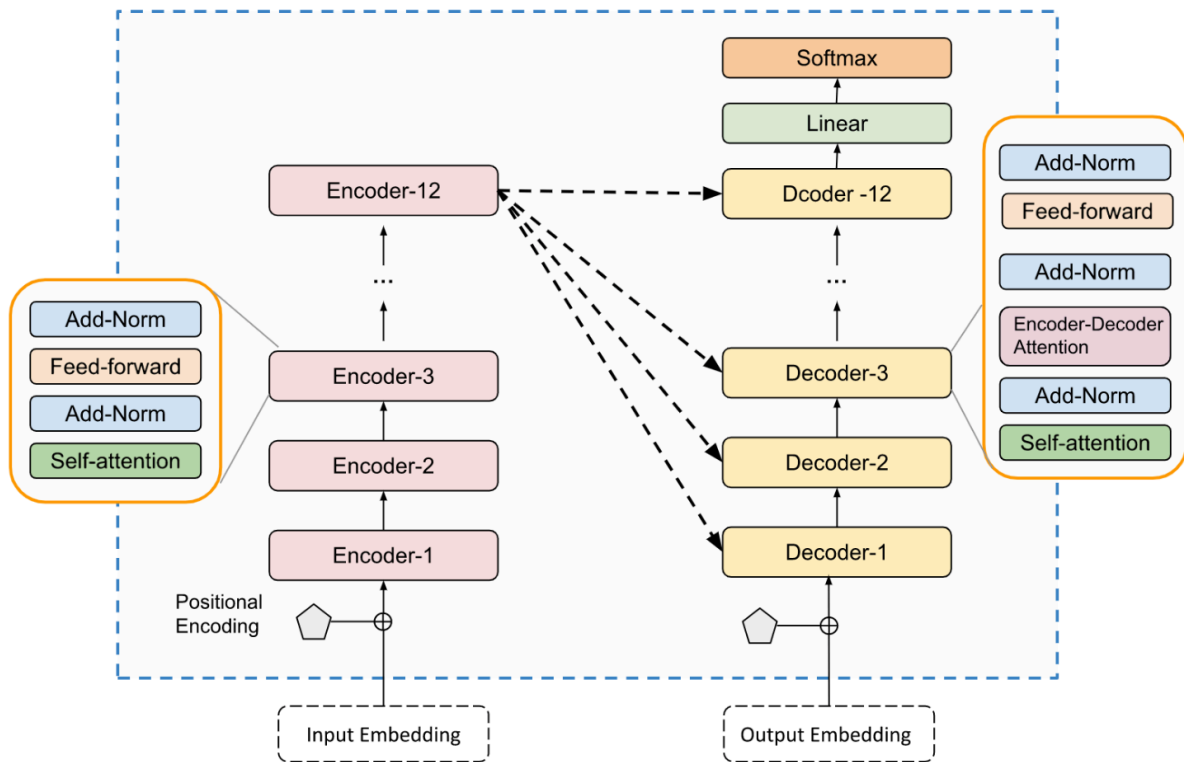 Softmax
Linear
Encoder-12
Dcoder -12
...
...
Encoder-3
Decoder-3
Encoder-2
Decoder-2
Encoder-1
Decoder-1
Add-Norm
Feed-forward
Add-Norm
Self-attention
Add-Norm
Feed-forward
Add-Norm
Encoder-Decoder
Attention
Add-Norm
Self-attention
Positional
Encoding
Input Embedding
Output Embedding